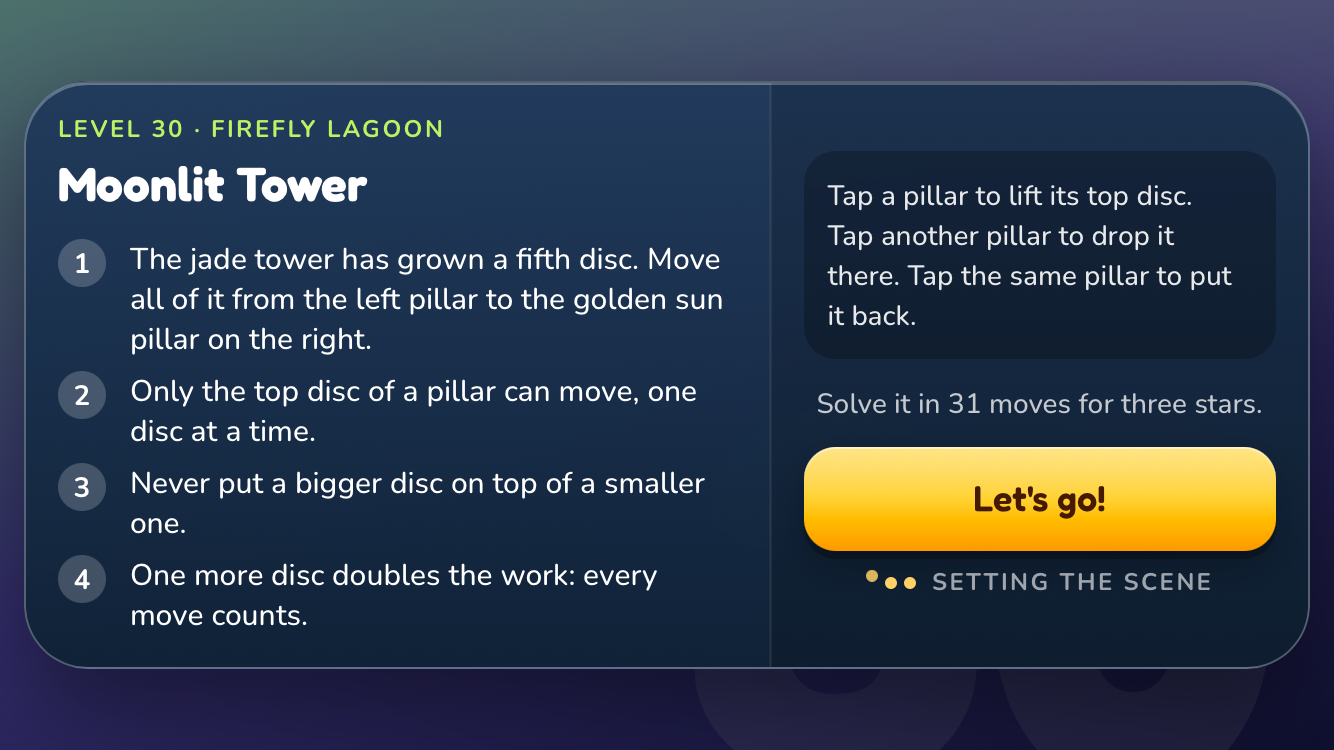 LEVEL 30 · FIREFLY LAGOON
Moonlit Tower
1 The jade tower has grown a fifth disc. Move
all of it from the left pillar to the golden sun
pillar on the right.
2 Only the top disc of a pillar can move, one
disc at a time.
3 Never put a bigger disc on top of a smaller
one.
4 One more disc doubles the work: every
move counts.
Tap a pillar to lift its top disc.
Tap another pillar to drop it
there. Tap the same pillar to put
it back.
Solve it in 31 moves for three stars.
Let's go!
SETTING THE SCENE